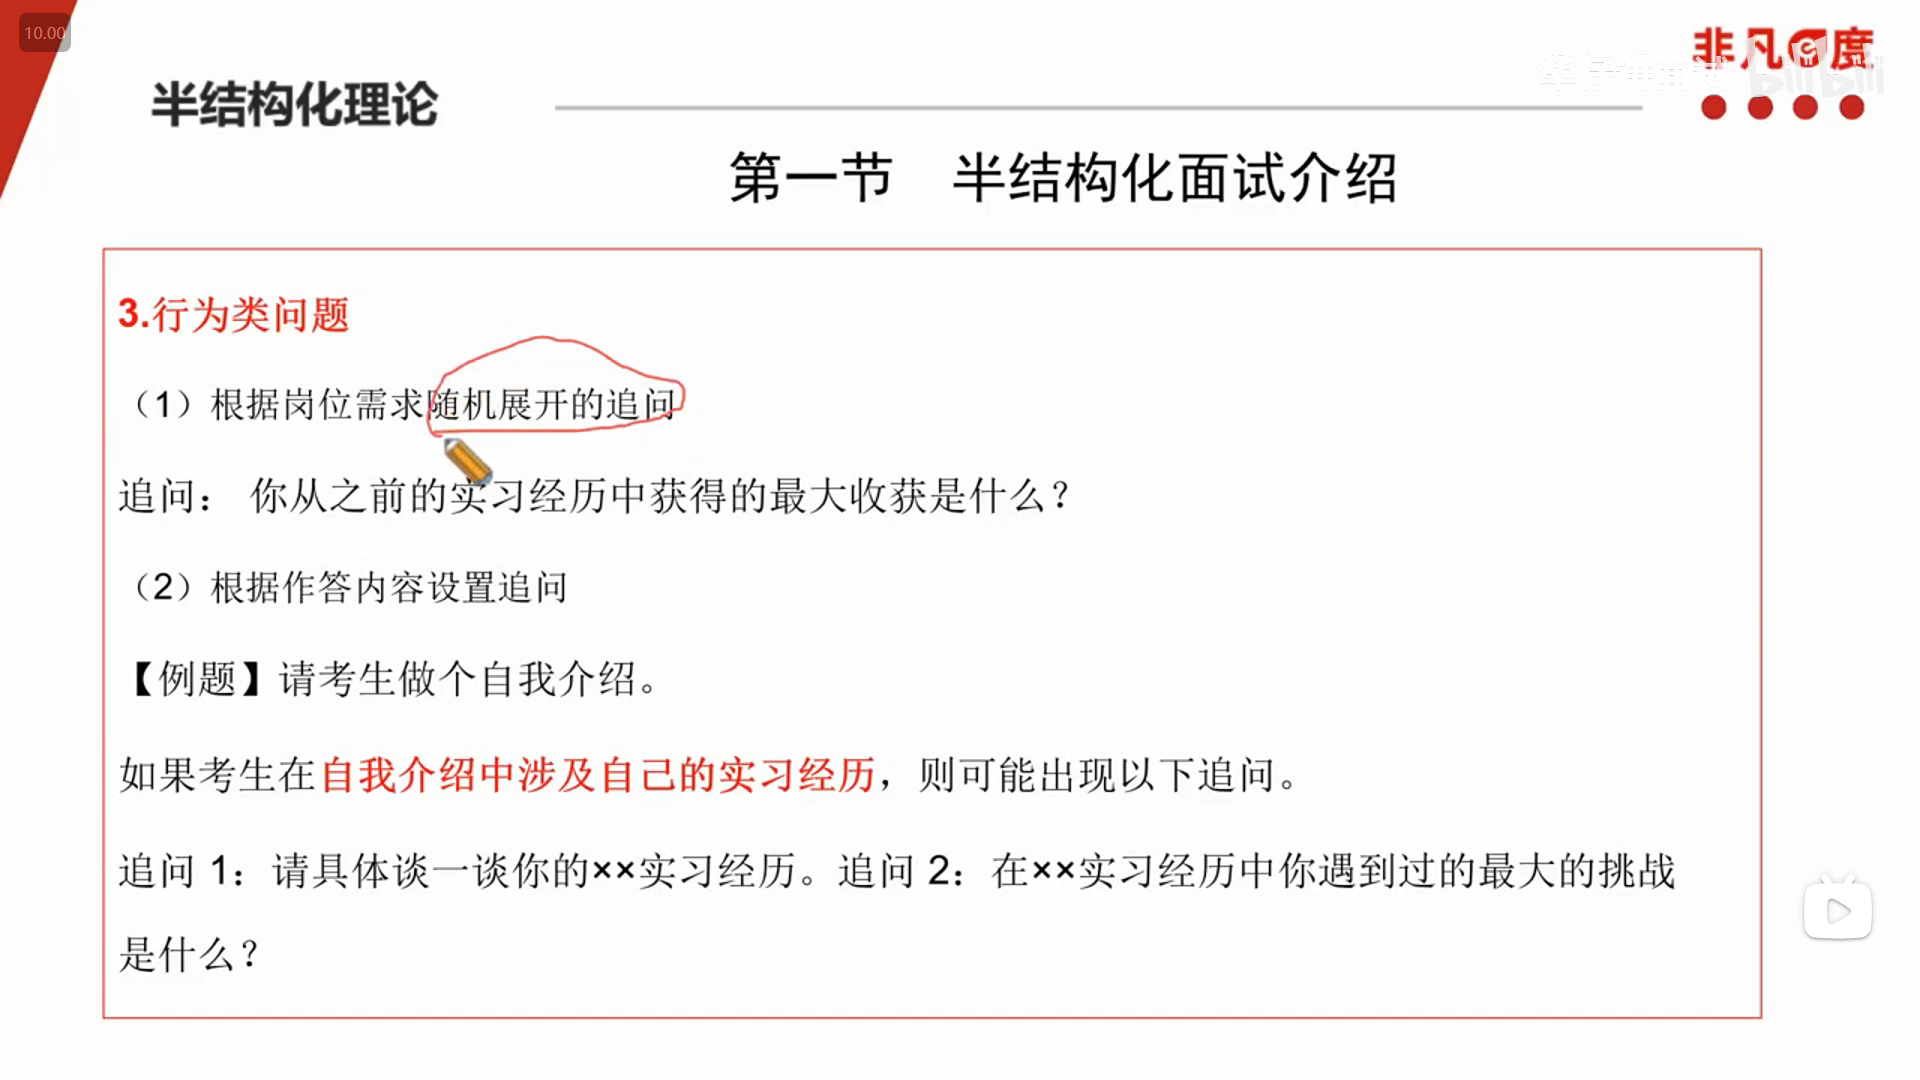 10.00
非凡e度
半结构化理论
第一节 半结构化面试介绍
3.行为类问题
（1）根据岗位需求随机展开的追问
追问： 你从之前的实习经历中获得的最大收获是什么？
（2）根据作答内容设置追问
【例题】请考生做个自我介绍。
如果考生在自我介绍中涉及自己的实习经历，则可能出现以下追问。
追问 1：请具体谈一谈你的××实习经历。追问 2：在××实习经历中你遇到过的最大的挑战
是什么？